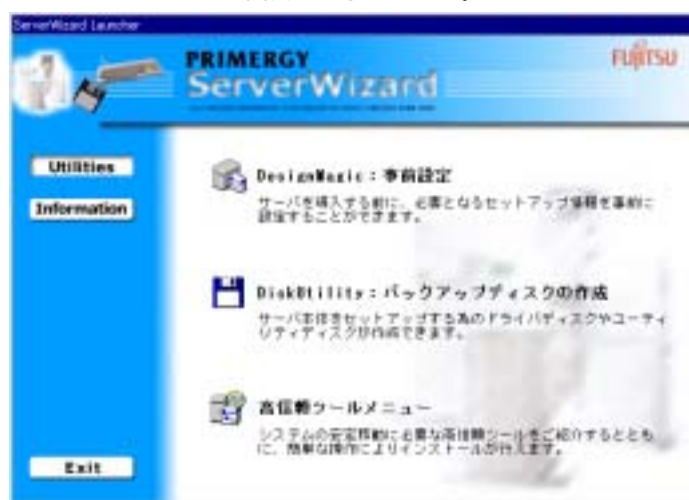 ServerWizard Launcher
PRIMERGY
ServerWizard
FUJITSU
Utilities
Information
DesignMagic：事前設定
サーバを導入する前に、必要となるセットアップ情報を事前に
設定することができます。
DiskUtility：バックアップディスクの作成
サーバ本体をセットアップする為のドライバディスクやユーティ
リティディスクが作成できます。
高信頼ツールメニュー
システムの安定稼動に必要な高信頼ツールをご紹介するととも
に、簡単な操作によりインストールが行えます。
Exit